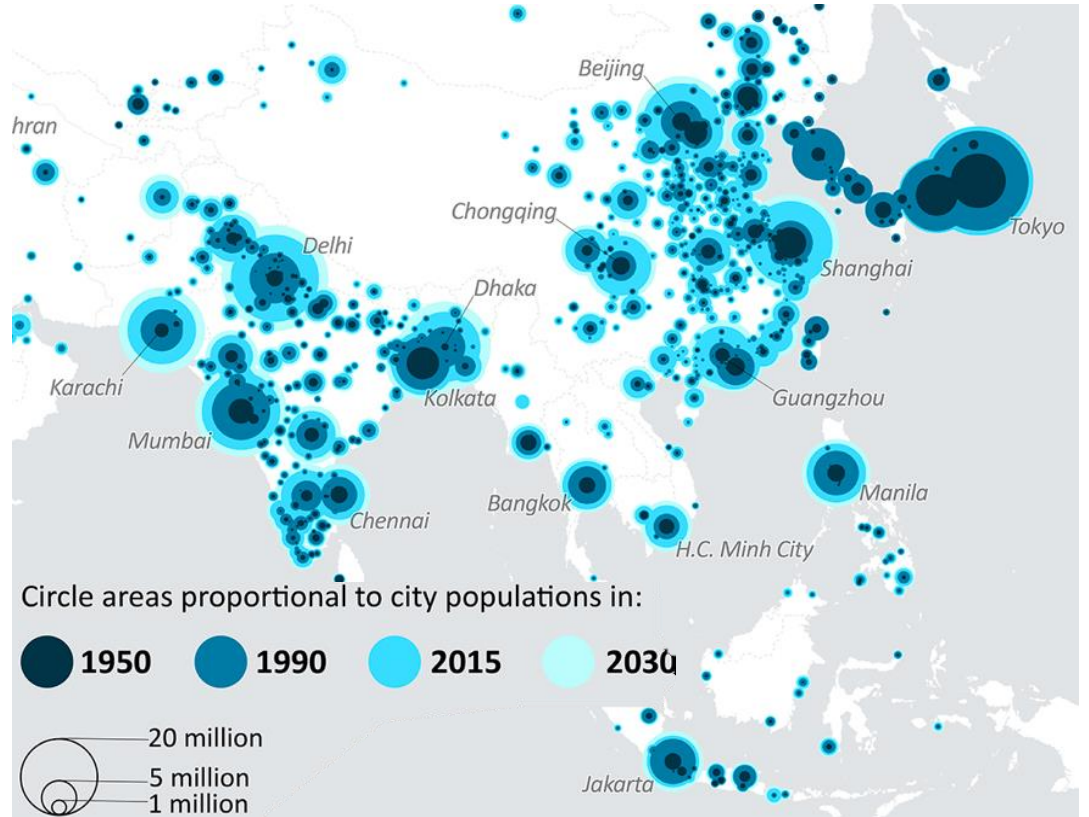 Beijing
hran
Chongqing
Tokyo
Delhi
Shanghai
Dhaka
Karachi
Kolkata
Guangzhou
Mumbai
Bangkok
Manila
Chennai
H.C. Minh City
Circle areas proportional to city populations in:
1950 1990 2015 2030
20 million
5 million
Jakarta
1 million